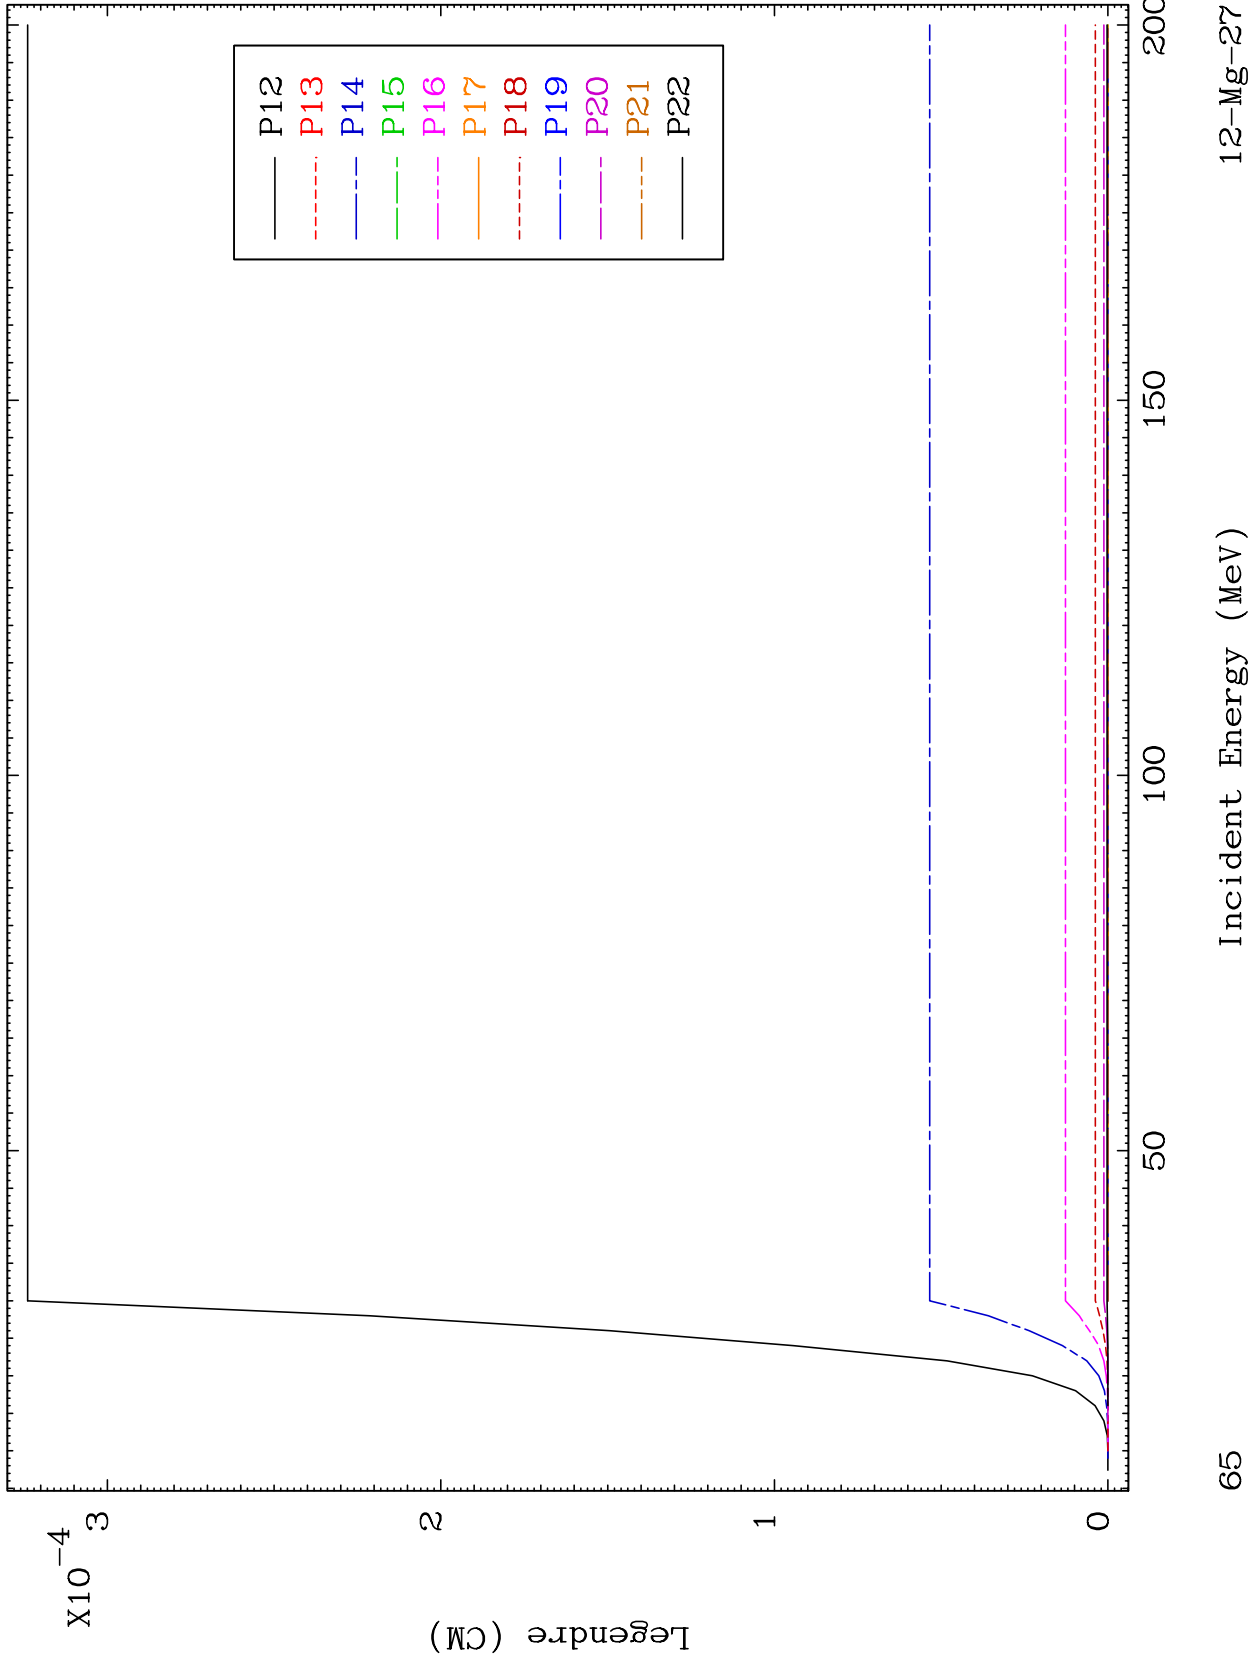 X10⁻⁴
3
2
1
0
Legendre (CM)
P12
P13
P14
P15
P16
P17
P18
P19
P20
P21
P22
50
100
150
200
Incident Energy (MeV)
65
12-Mg-27